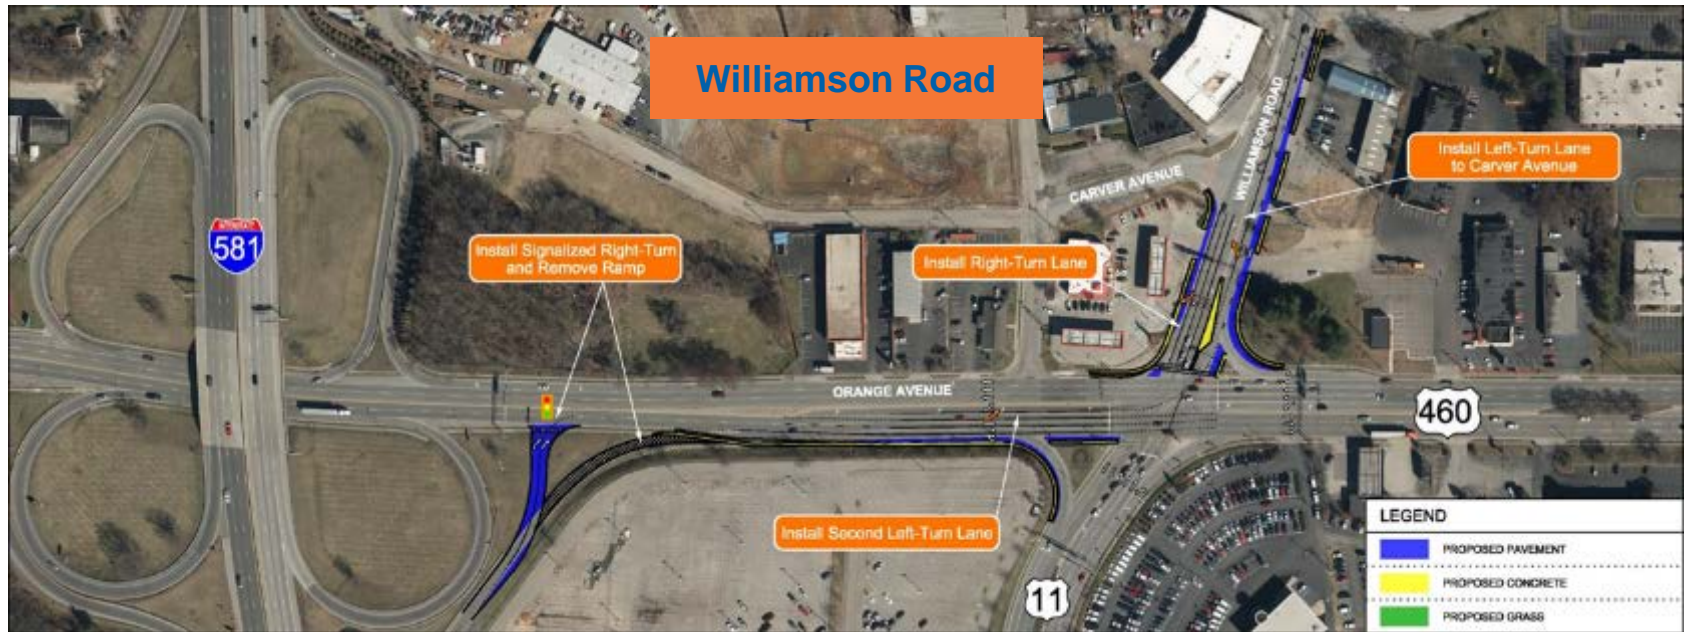 Williamson Road
WILLIAMSON ROAD
CARVER AVENUE
Install Left-Turn Lane
to Carver Avenue
581
Install Signalized Right-Turn
and Remove Ramp
Install Right-Turn Lane
ORANGE AVENUE
460
Install Second Left-Turn Lane
11
LEGEND
PROPOSED PAVEMENT
PROPOSED CONCRETE
PROPOSED GRASS